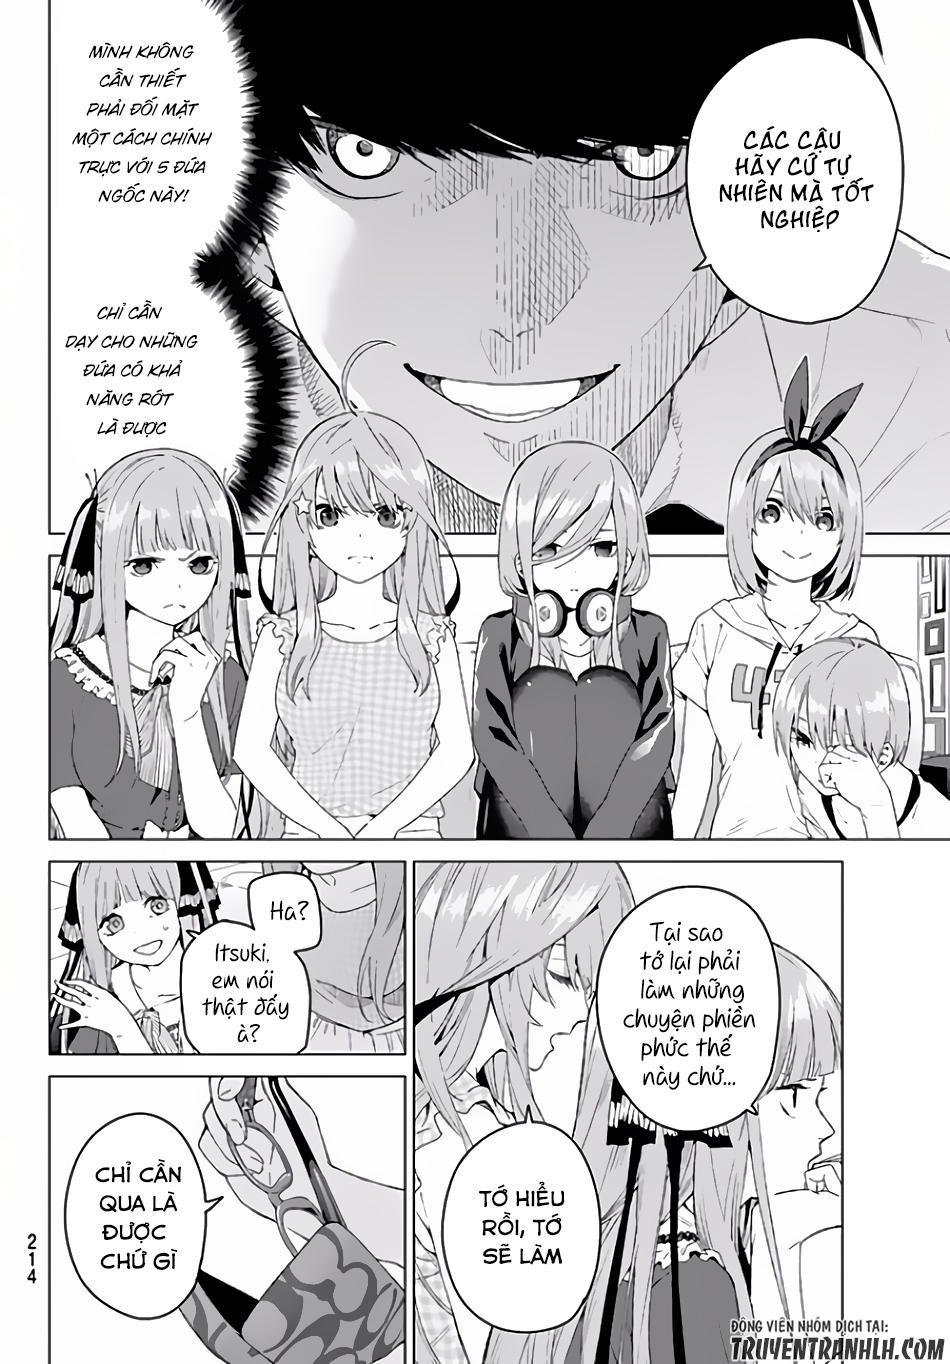 CÁC CẬU
HÃY CỨ TỰ
NHIÊN MÀ TỐT
NGHIỆP
MÌNH KHÔNG
CẦN THIẾT
PHẢI ĐỐI MẶT
MỘT CÁCH CHÍNH
TRỰC VỚI 5 ĐỨA
NGỐC NÀY!
CHỈ CẦN
DẠY CHO NHỮNG
ĐỨA CÓ KHẢ
NĂNG RỚT
LÀ ĐƯỢC
Tại sao
tớ lại phải
làm những
chuyện phiền
phức thế
này chứ...
Ha?
Itsuki,
em nói
thật đấy
à?
TỚ HIỂU
RỒI, TỚ
SẼ LÀM
CHỈ CẦN
QUA LÀ
ĐƯỢC
CHỨ GÌ
214
ĐỘNG VIÊN NHÓM DỊCH TẠI:
TRUYENTRANHLH.COM